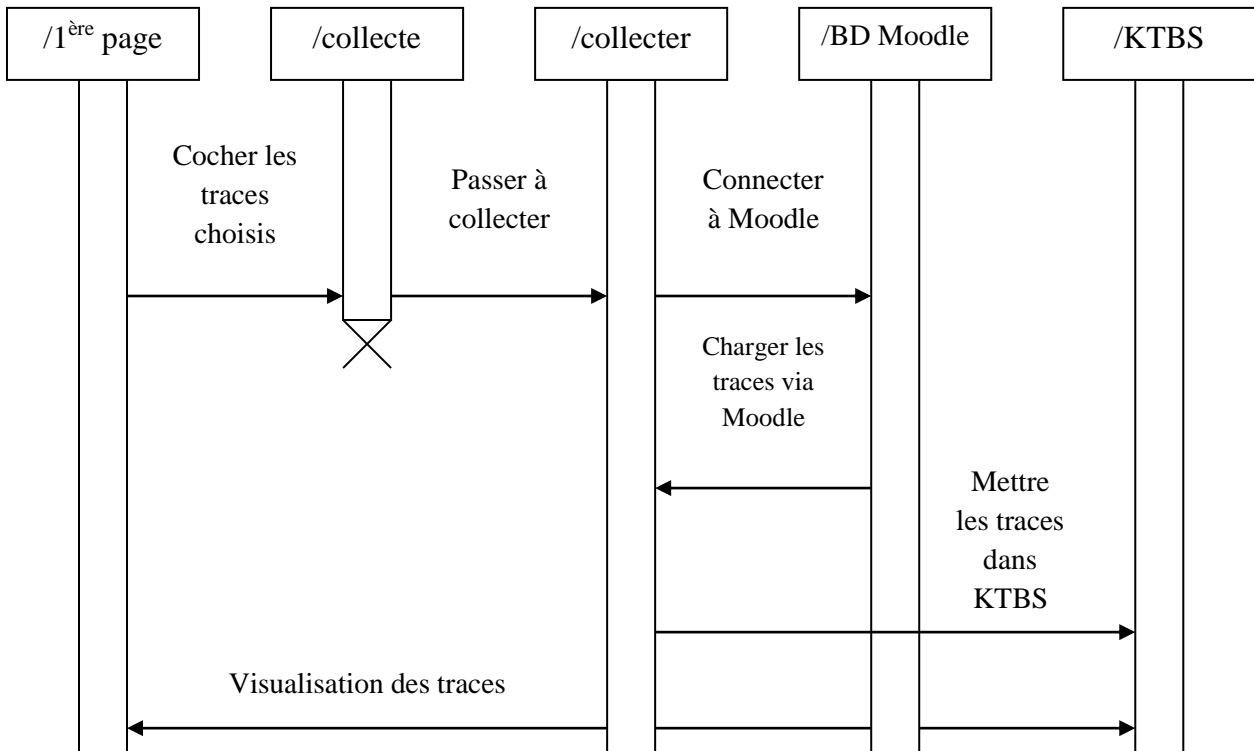 /1ère page
/collecte
/collecter
/BD Moodle
/KTBS
Cocher les
traces
choisis
Passer à
collecter
Connecter
à Moodle
Charger les
traces via
Moodle
Mettre
les traces
dans
KTBS
Visualisation des traces